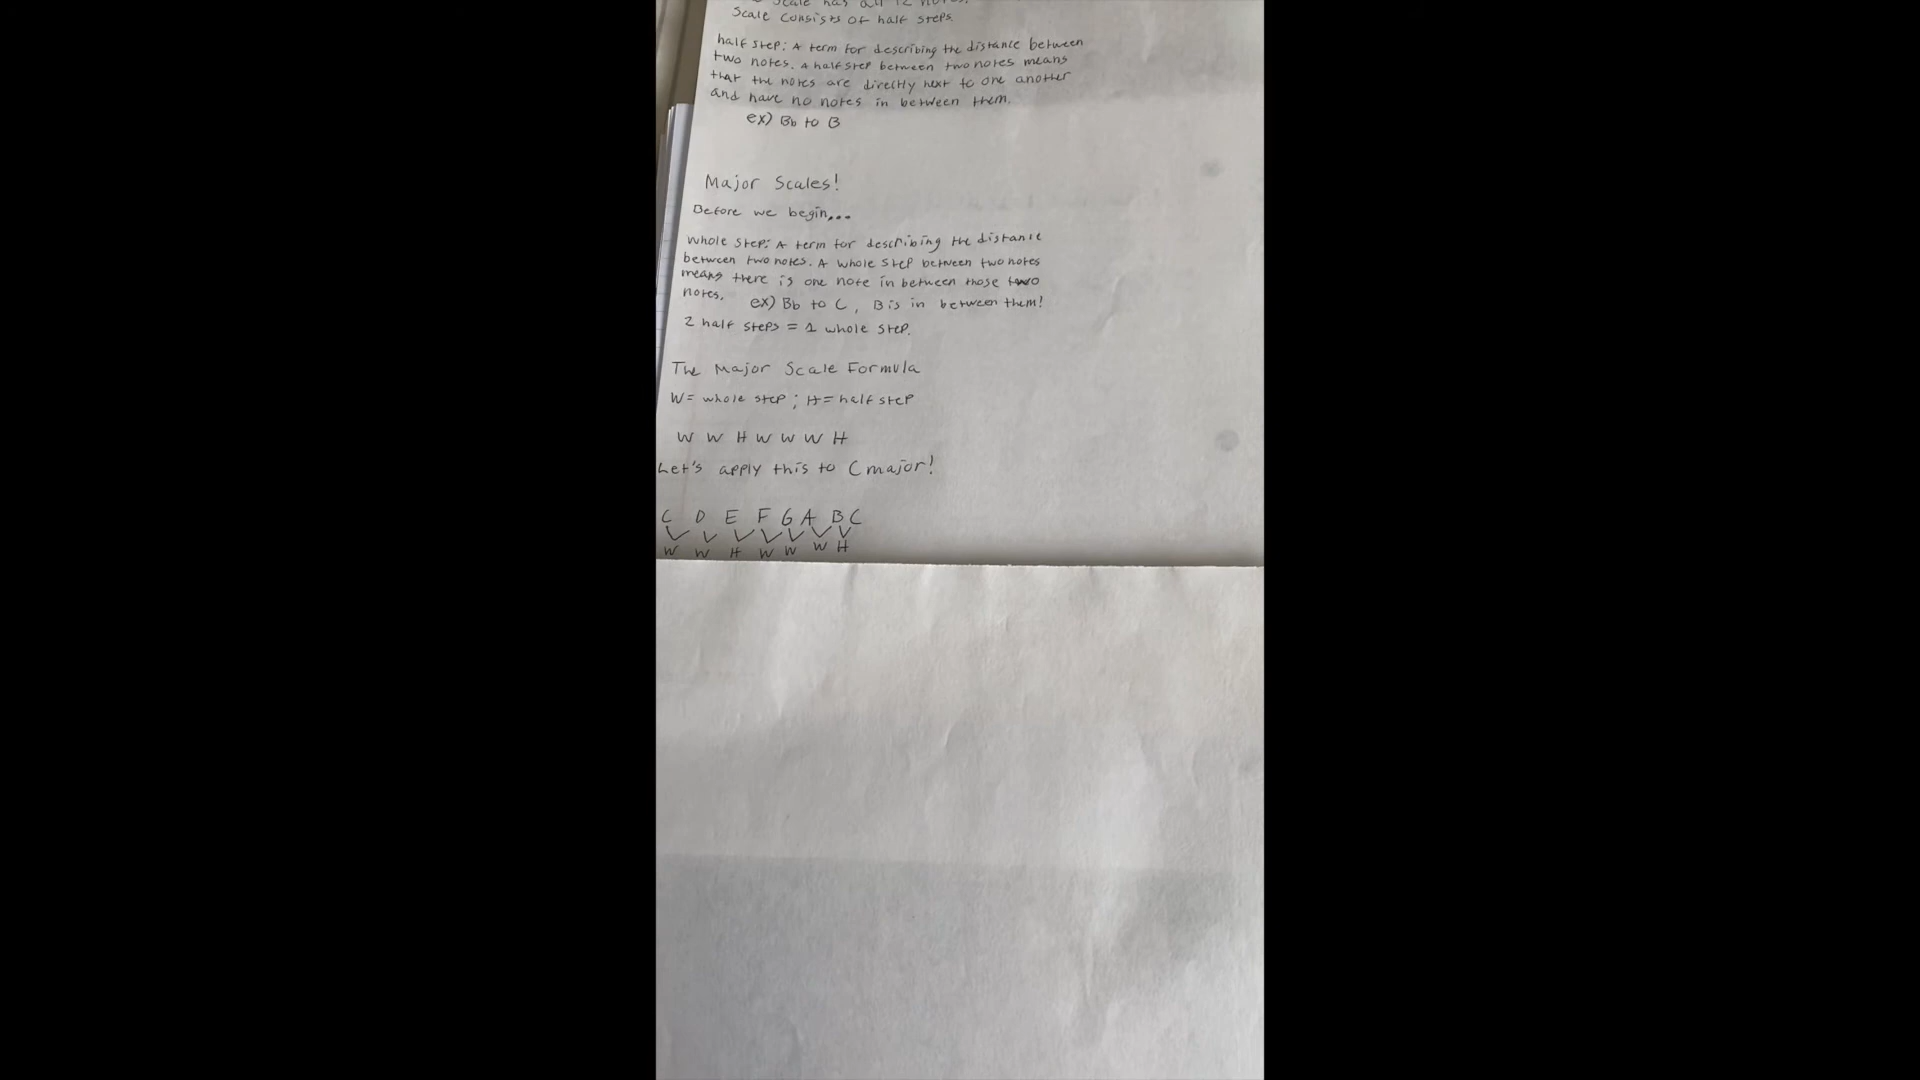 Scale has all 12 notes.
Scale consists of half steps.
half step: A term for describing the distance between
two notes. A half step between two notes means
that the notes are directly next to one another
and have no notes in between them.
ex) Bb to B
Major Scales!
Before we begin,...
whole step: A term for describing the distance
between two notes. A whole step between two notes
means there is one note in between those two
notes. ex) Bb to C, B is in between them!
2 half steps = 1 whole step.
The Major Scale Formula
W= whole step ; H= half step
W W H W W W H
Let's apply this to C major!
C D E F G A B C
W W H W W W H